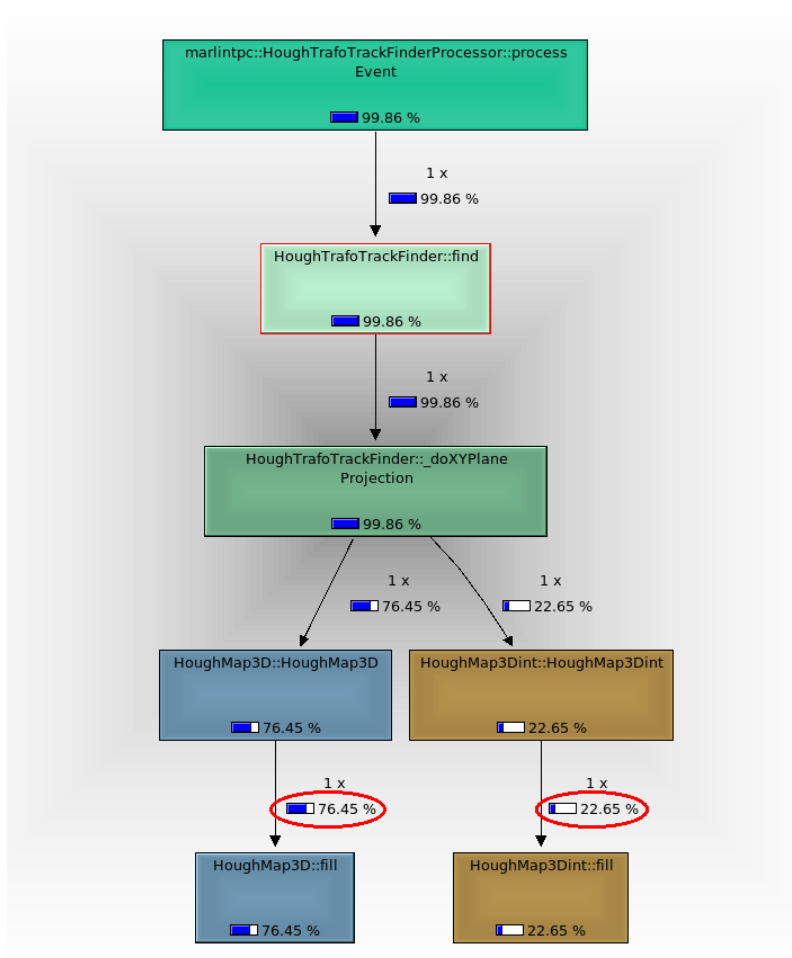 marlintpc::HoughTrafoTrackFinderProcessor::process
Event
99.86 %
1 x
99.86 %
HoughTrafoTrackFinder::find
99.86 %
1 x
99.86 %
HoughTrafoTrackFinder::_doXYPlane
Projection
99.86 %
1 x
76.45 %
1 x
22.65 %
HoughMap3D::HoughMap3D
76.45 %
HoughMap3Dint::HoughMap3Dint
22.65 %
1 x
76.45 %
1 x
22.65 %
HoughMap3D::fill
76.45 %
HoughMap3Dint::fill
22.65 %